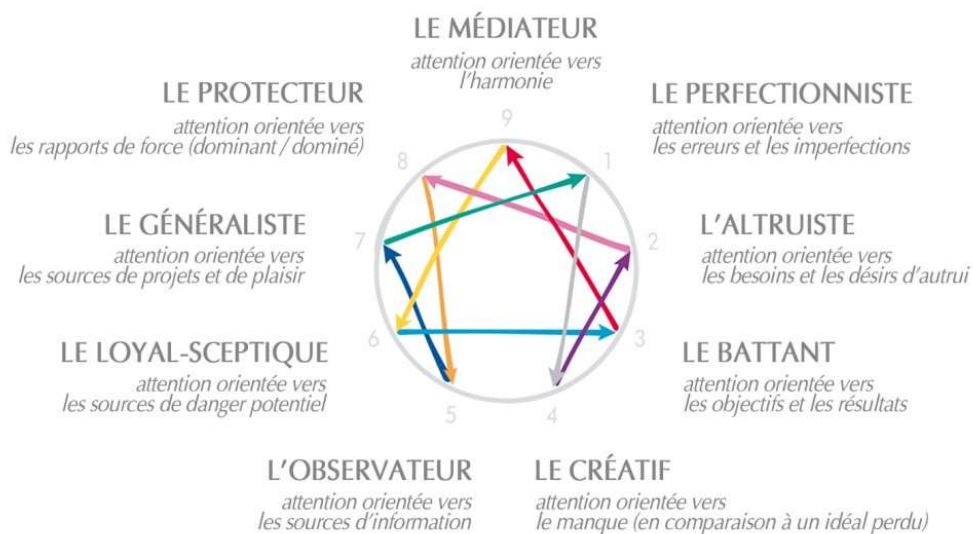 LE MÉDIATEUR
attention orientée vers
l'harmonie
9
LE PERFECTIONNISTE
attention orientée vers
les erreurs et les imperfections
1
L'ALTRUISTE
attention orientée vers
les besoins et les désirs d'autrui
2
LE BATTANT
attention orientée vers
les objectifs et les résultats
3
LE CRÉATIF
attention orientée vers
le manque (en comparaison à un idéal perdu)
4
L'OBSERVATEUR
attention orientée vers
les sources d'information
5
LE LOYAL-SCEPTIQUE
attention orientée vers
les sources de danger potentiel
6
LE GÉNÉRALISTE
attention orientée vers
les sources de projets et de plaisir
7
LE PROTECTEUR
attention orientée vers
les rapports de force (dominant / dominé)
8